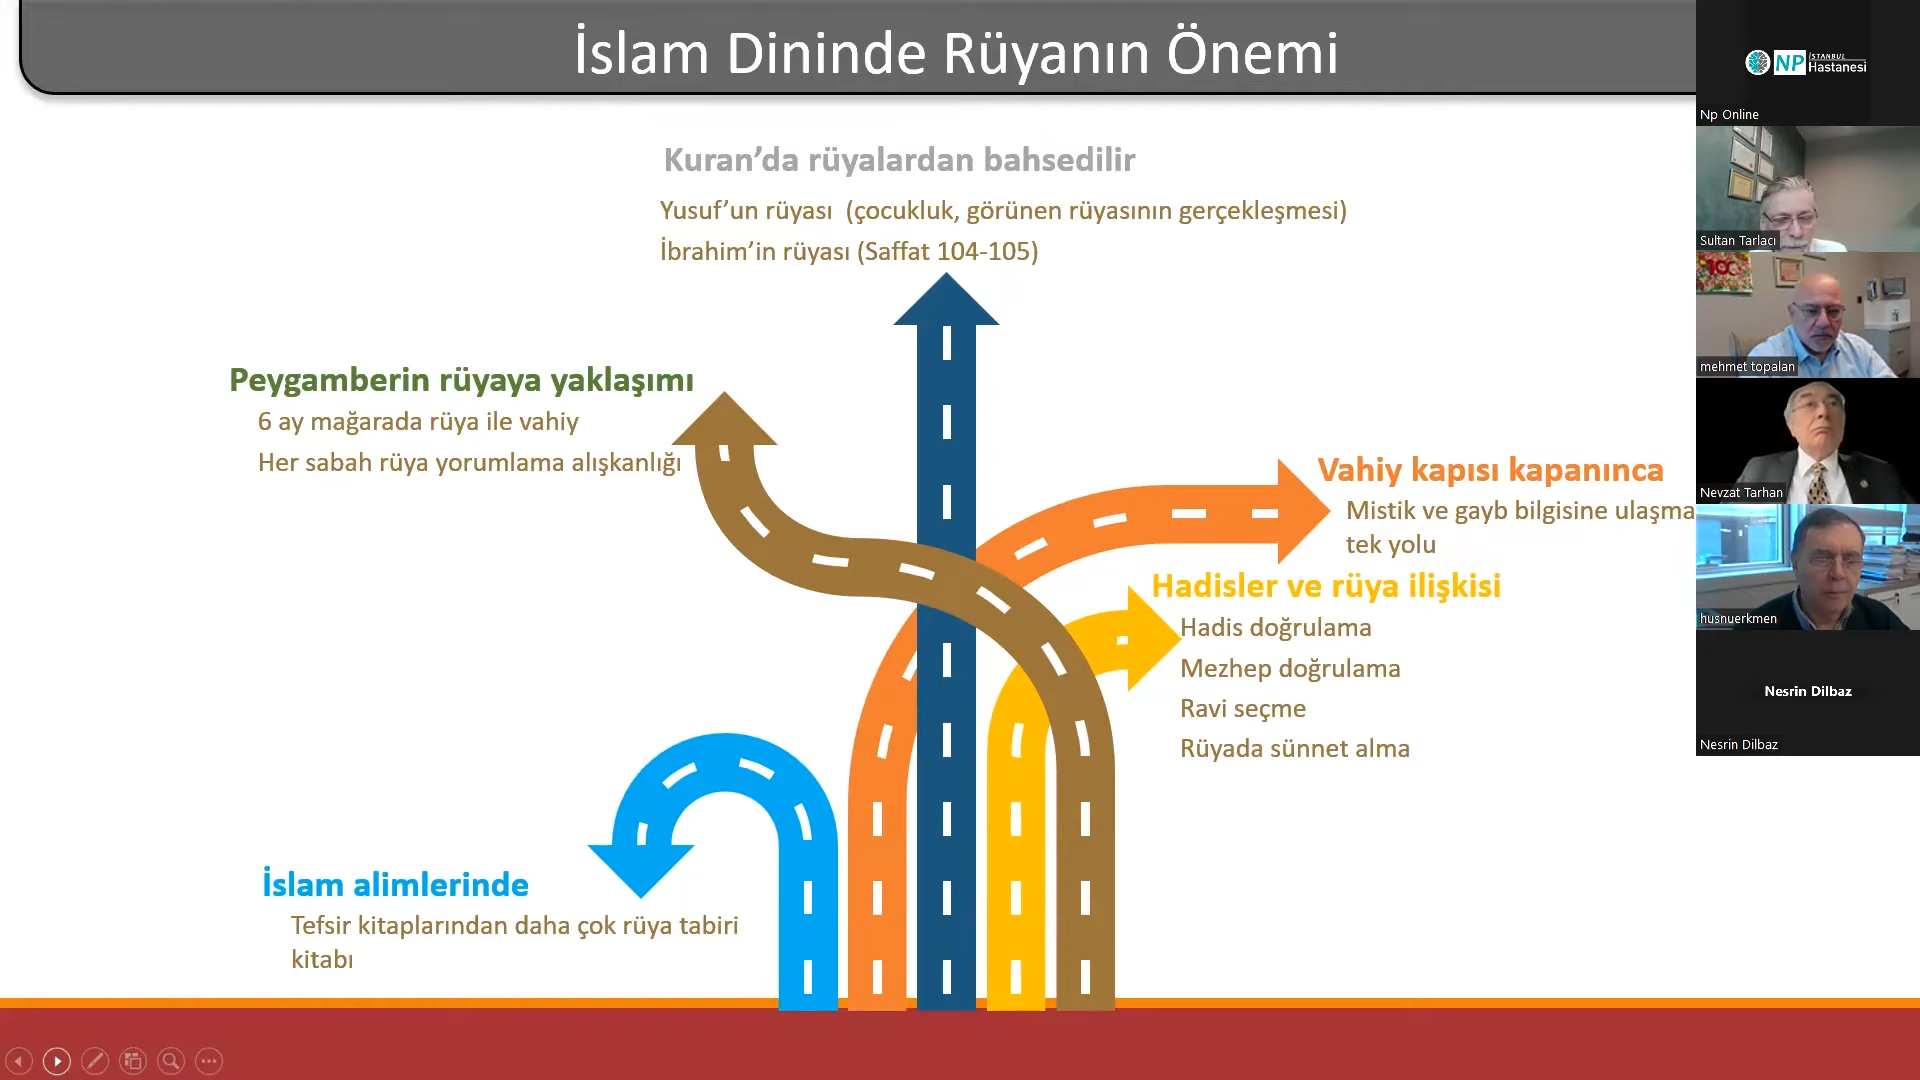 İslam Dininde Rüyanın Önemi
Kuran’da rüyalardan bahsedilir
Yusuf’un rüyası (çocukluk, görünen rüyasının gerçekleşmesi)
İbrahim’in rüyası (Saffat 104-105)
Peygamberin rüyaya yaklaşımı
6 ay mağarada rüya ile vahiy
Her sabah rüya yorumlama alışkanlığı
Vahiy kapısı kapanınca
Mistik ve gayb bilgisine ulaşma
tek yolu
Hadisler ve rüya ilişkisi
Hadis doğrulama
Mezhep doğrulama
Ravi seçme
Rüyada sünnet alma
İslam alimlerinde
Tefsir kitaplarından daha çok rüya tabiri
kitabı
NP İSTANBUL Hastanesi
Np Online
Sultan Tarlacı
mehmet topalan
Nevzat Tarhan
husnuerkmen
Nesrin Dilbaz
Nesrin Dilbaz